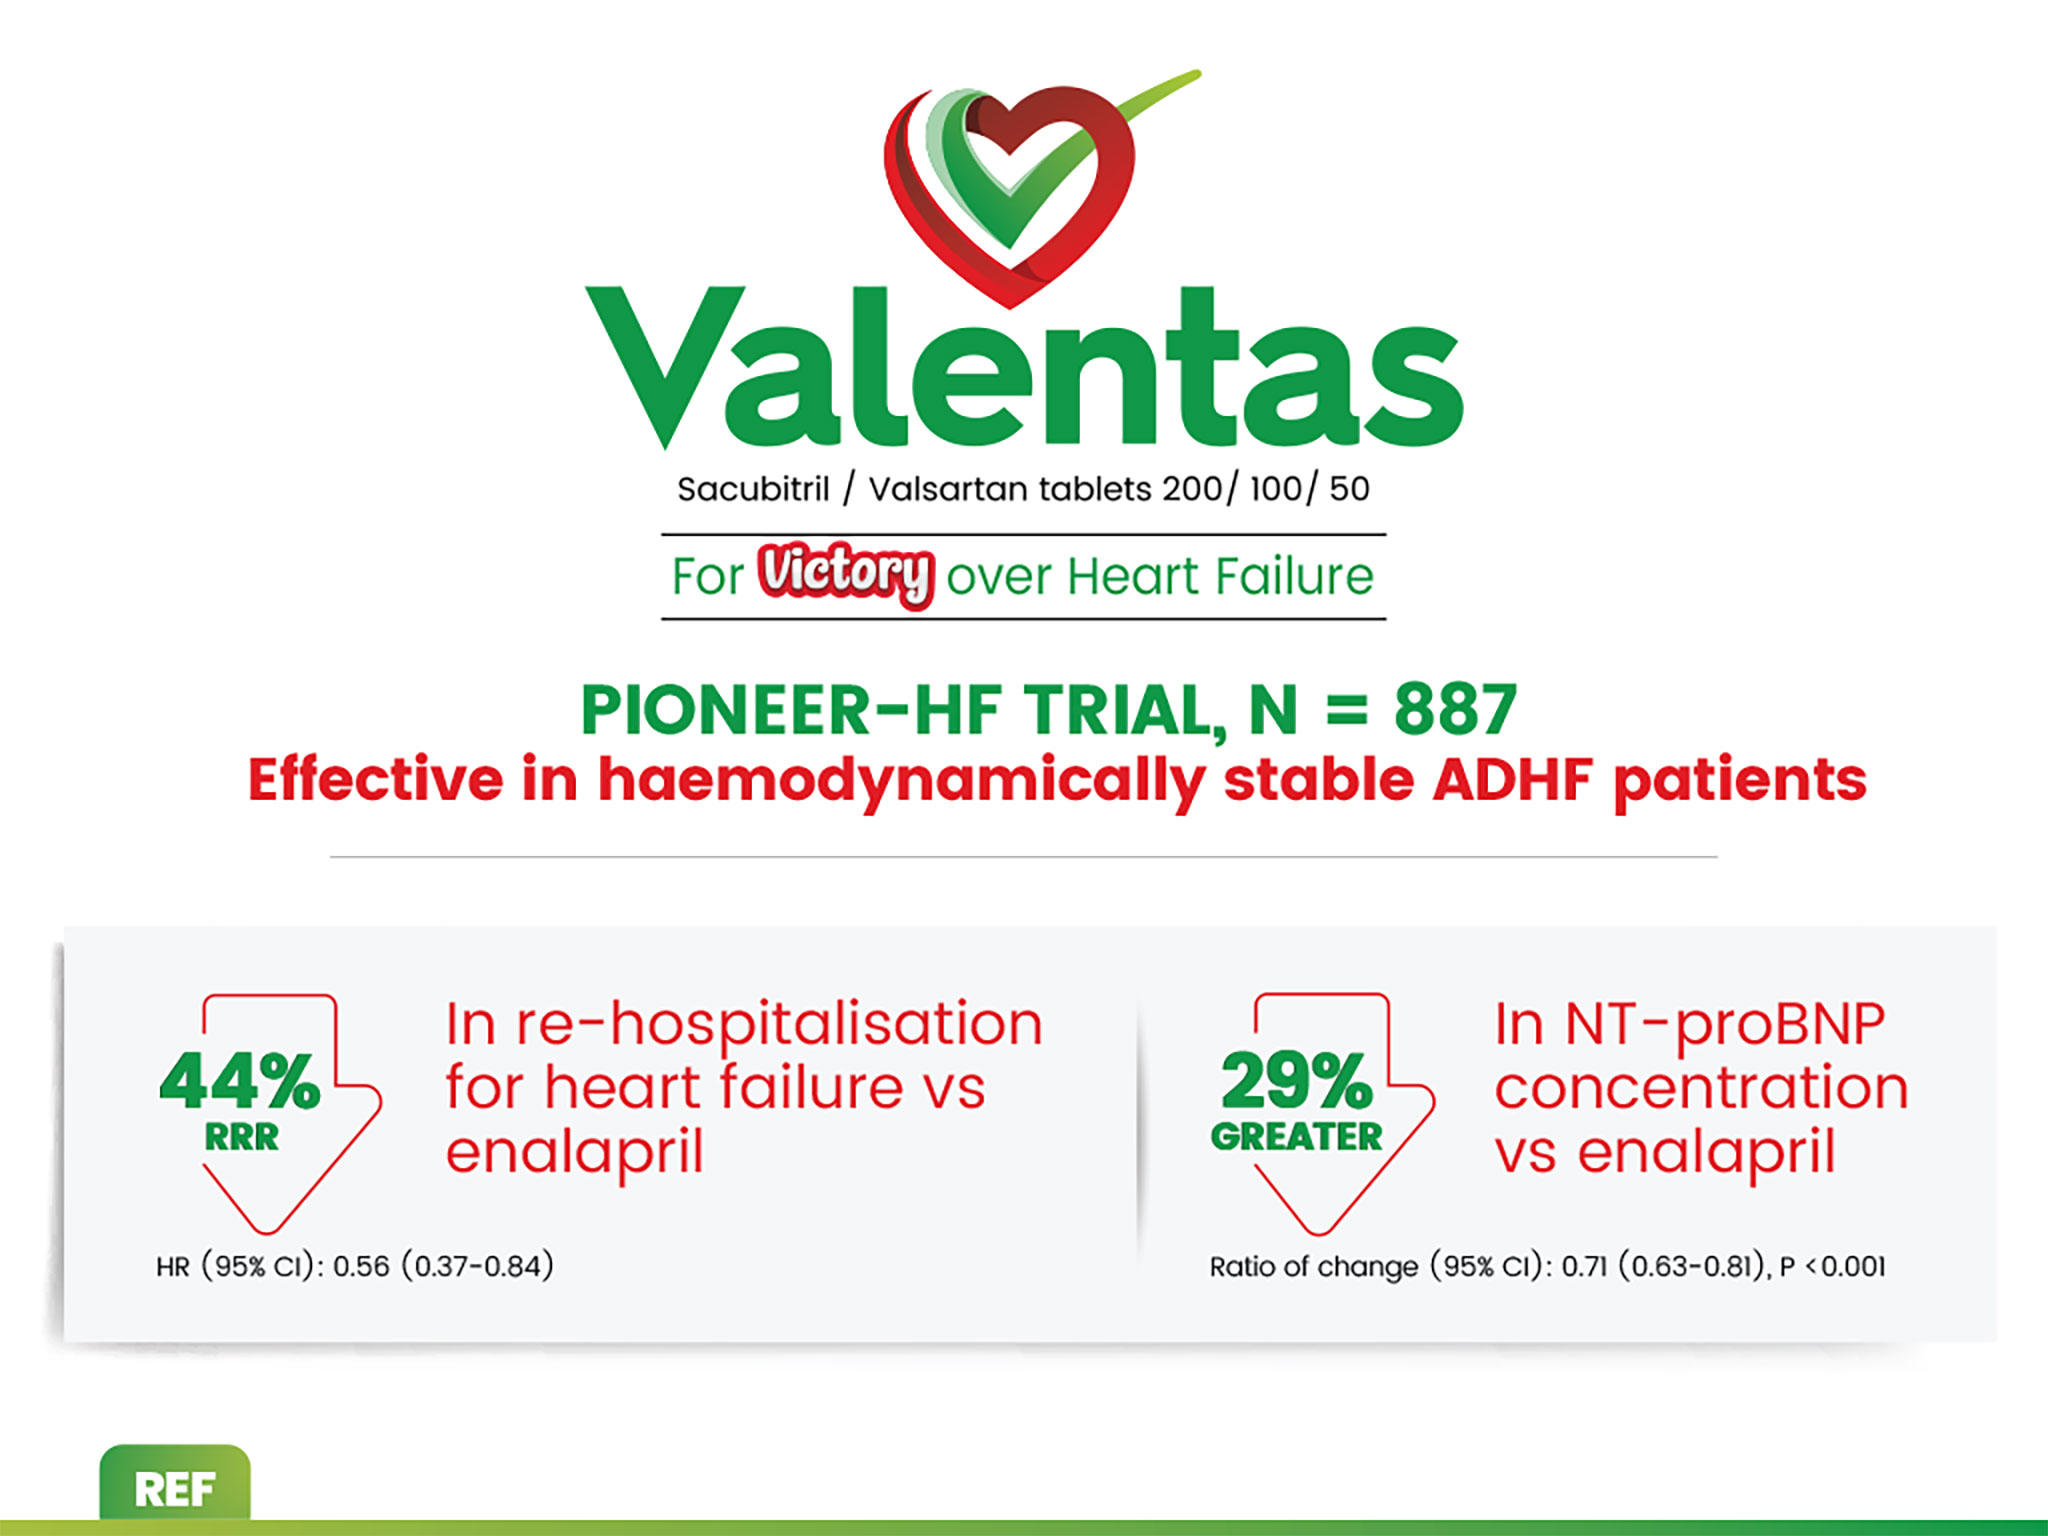 Valentas
Sacubitril / Valsartan tablets 200/ 100/ 50
For Victory over Heart Failure
PIONEER-HF TRIAL, N = 887
Effective in haemodynamically stable ADHF patients
44%
RRR
In re-hospitalisation
for heart failure vs
enalapril
HR (95% CI): 0.56 (0.37-0.84)
29%
GREATER
In NT-proBNP
concentration
vs enalapril
Ratio of change (95% CI): 0.71 (0.63-0.81), P <0.001
REF